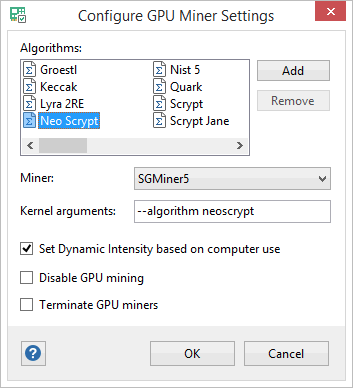 Configure GPU Miner Settings
Algorithms:
Groestl Nist 5
Keccak Quark
Lyra 2RE Scrypt
Neo Scrypt Scrypt Jane
Add
Remove
Miner: SGMiner5
Kernel arguments: --algorithm neoscrypt
Set Dynamic Intensity based on computer use
Disable GPU mining
Terminate GPU miners
? OK Cancel